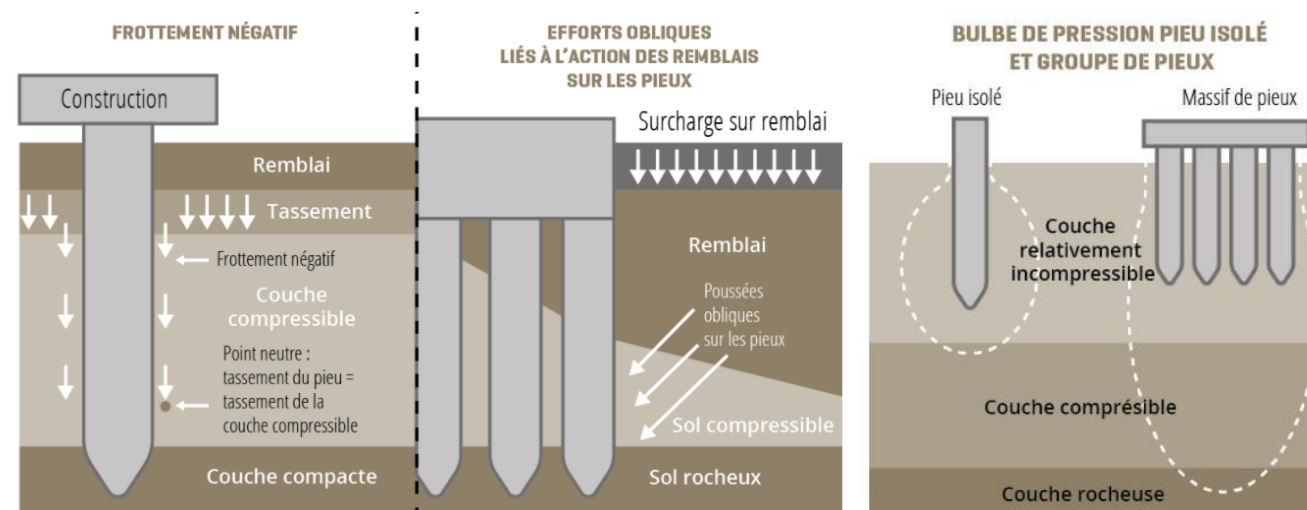 FROTTEMENT NÉGATIF
Construction
Remblai
Tassement
Frottement négatif
Couche
compressible
Point neutre :
tassement du pieu =
tassement de la
couche compressible
Couche compacte
EFFORTS OBLIQUES
LIÉS À L'ACTION DES REMBLAIS
SUR LES PIEUX
Surcharge sur remblai
Remblai
Poussées
obliques
sur les pieux
Sol compressible
Sol rocheux
BULBE DE PRESSION PIEU ISOLÉ
ET GROUPE DE PIEUX
Pieu isolé
Massif de pieux
Couche
relativement
incompressible
Couche comprésible
Couche rocheuse